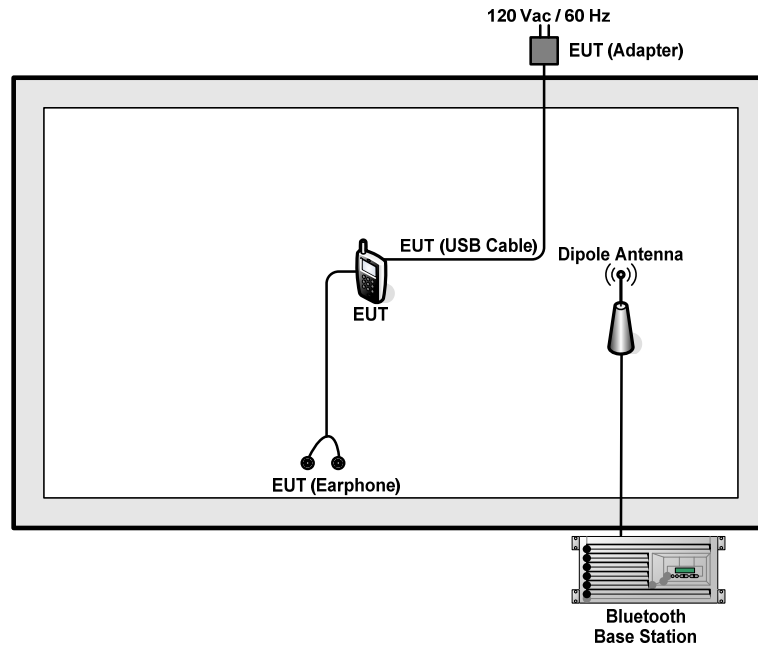 120 Vac / 60 Hz
EUT (Adapter)
EUT (USB Cable)
Dipole Antenna
EUT
EUT (Earphone)
Bluetooth
Base Station